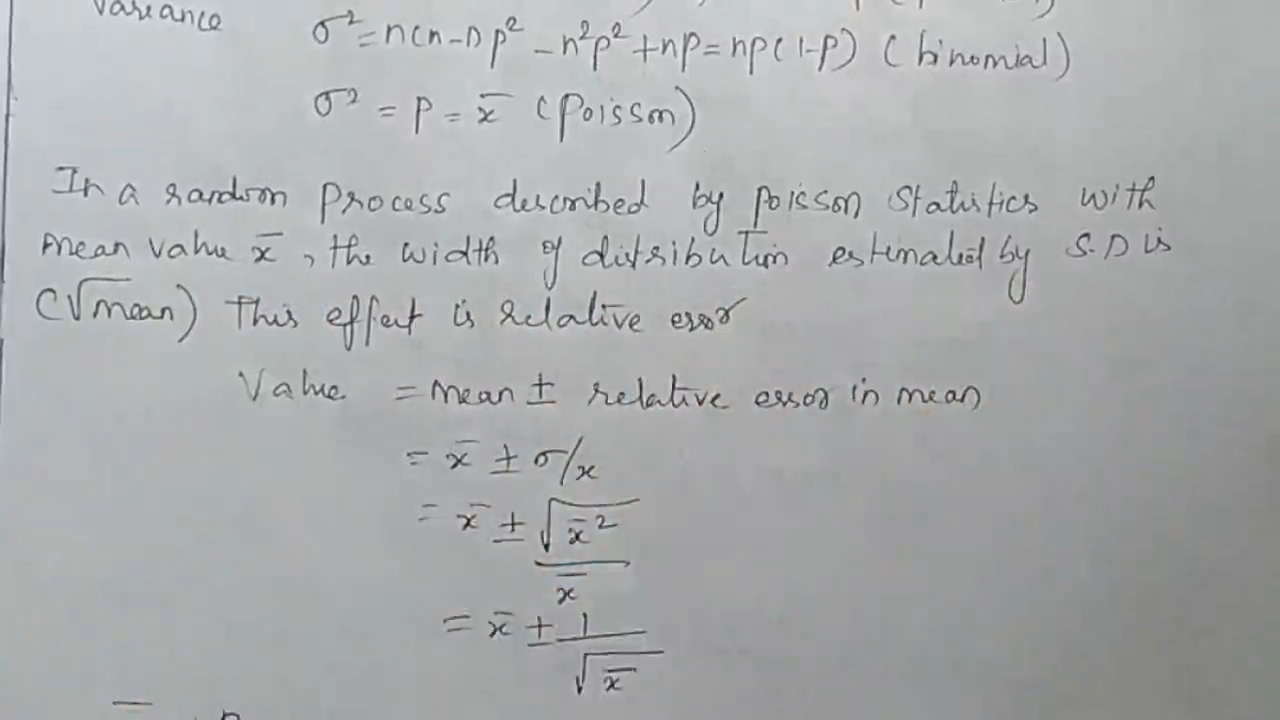 Variance
σ² = n(n-1)p² - n²p² + np = np(1-p) (binomial)
σ² = p = x̄ (Poisson)
In a random process described by poisson statistics with
mean value x̄, the width of distribution estimated by S.D is
(√mean) This effect is relative error
Value = mean ± relative error in mean
= x̄ ± σ/x
= x̄ ± √x̄² / x̄
= x̄ ± 1/√x̄